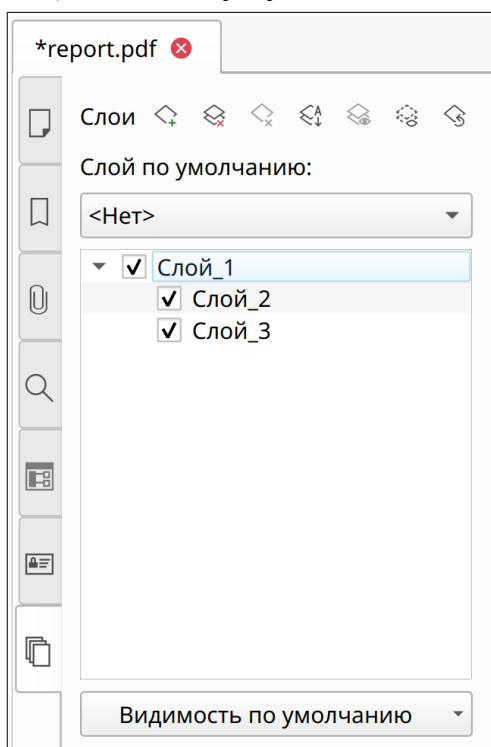 *report.pdf
Слои
Слой по умолчанию:
<Нет>
Слой_1
Слой_2
Слой_3
Видимость по умолчанию